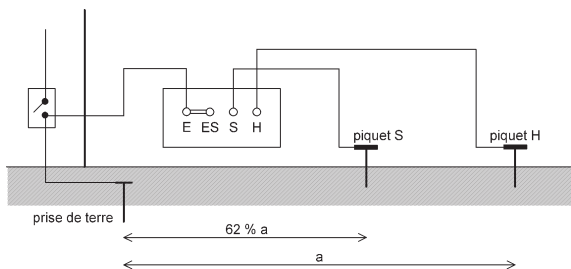 E ES S H
piquet S
piquet H
prise de terre
62 % a
a